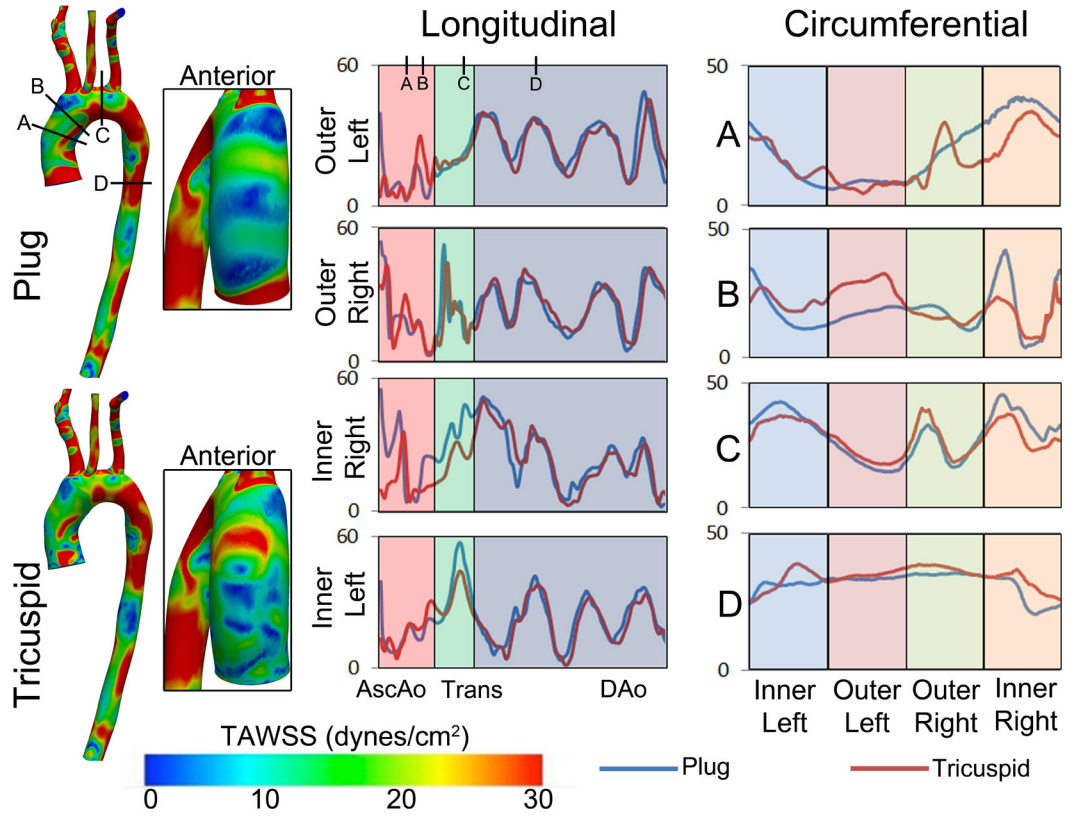 Longitudinal
Circumferential
Plug
A
B
C
D
Anterior
Tricuspid
Anterior
60
Outer
Left
0
A
B
C
D
60
Outer
Right
0
60
Inner
Right
0
60
Inner
Left
0
AscAo
Trans
DAo
50
A
0
50
B
0
50
C
0
50
D
0
Inner
Left
Outer
Left
Outer
Right
Inner
Right
TAWSS (dynes/cm²)
0
10
20
30
Plug
Tricuspid